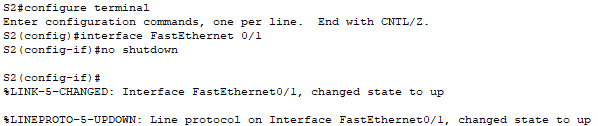 S2#configure terminal
Enter configuration commands, one per line.  End with CNTL/Z.
S2(config)#interface FastEthernet 0/1
S2(config-if)#no shutdown
S2(config-if)#
%LINK-5-CHANGED: Interface FastEthernet0/1, changed state to up
%LINEPROTO-5-UPDOWN: Line protocol on Interface FastEthernet0/1, changed state to up